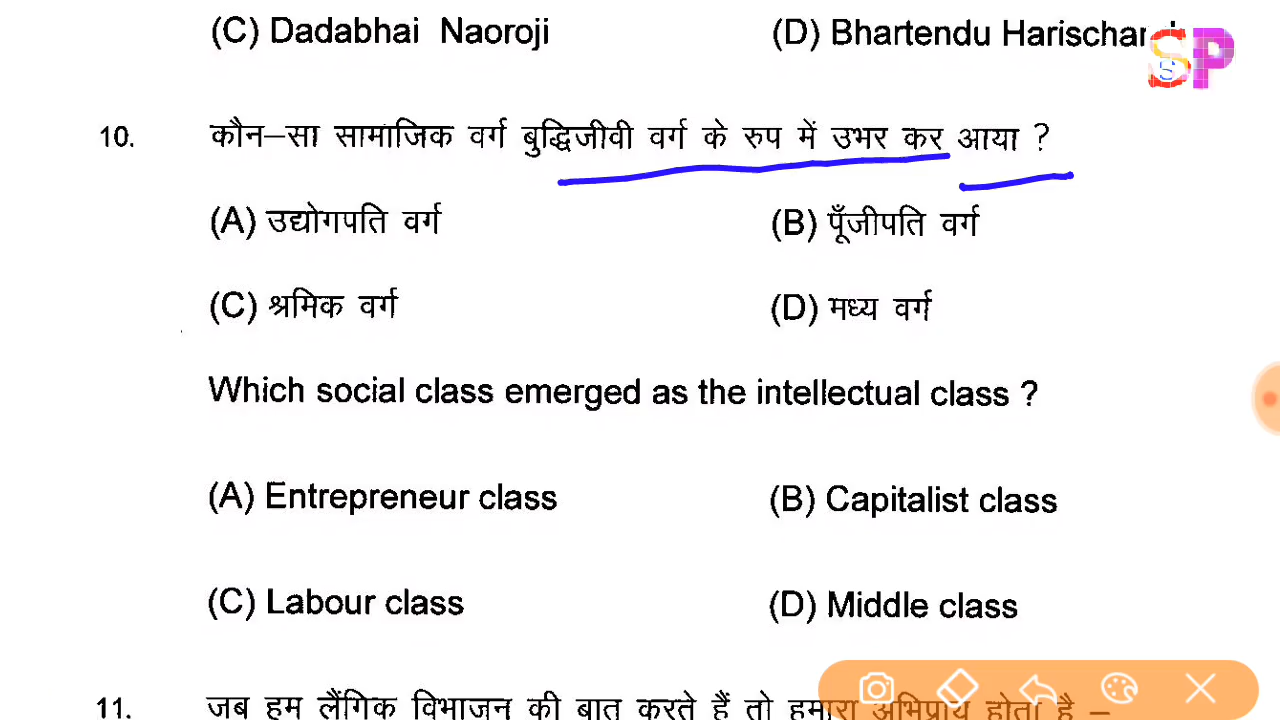 (C) Dadabhai Naoroji (D) Bhartendu
SP
S
10. कौन–सा सामाजिक वर्ग बुद्धिजीवी वर्ग के रुप में उभर कर आया ?
(A) उद्योगपति वर्ग (B) पूँजीपति वर्ग
(C) श्रमिक वर्ग (D) मध्य वर्ग
Which social class emerged as the intellectual class ?
(A) Entrepreneur class (B) Capitalist class
(C) Labour class (D) Middle class
11. जब हम लैंगिक विभाजन की बात करते हैं तो हमारा अभिप्राय होता है –